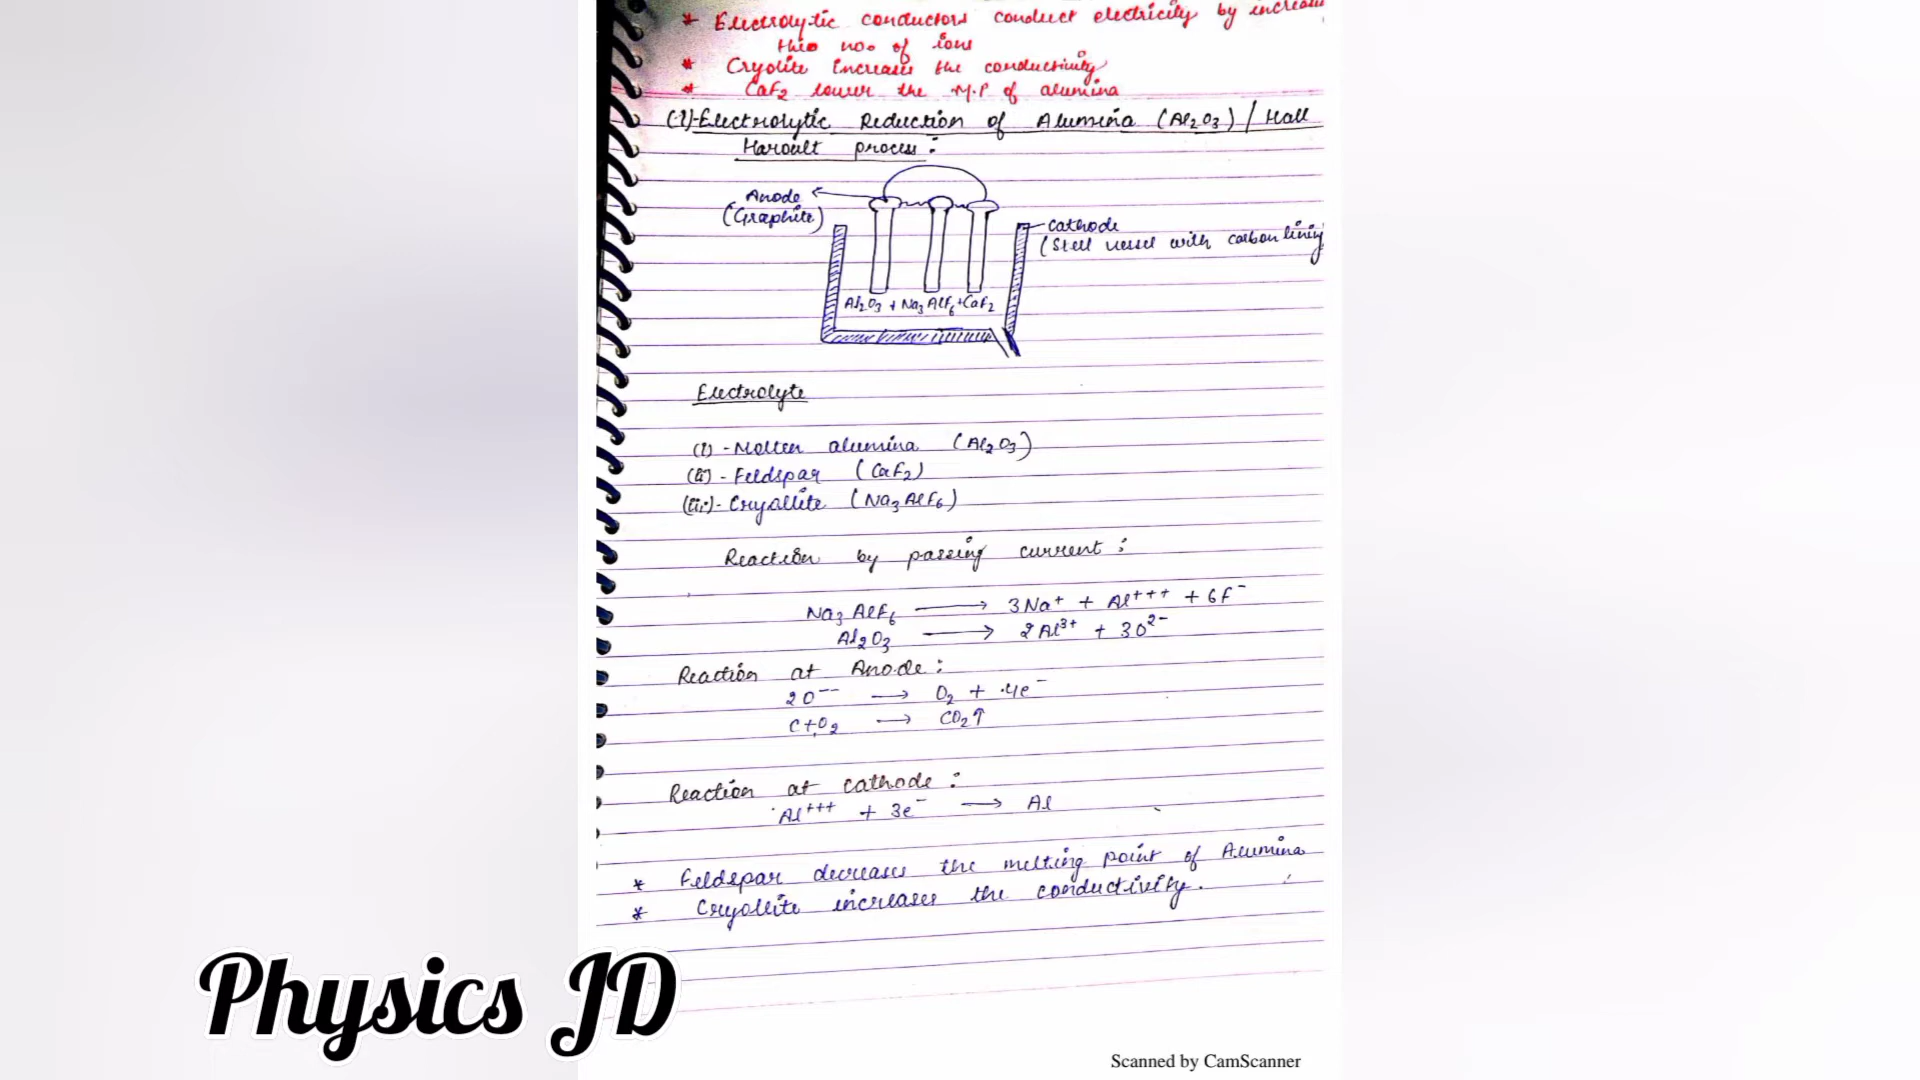 * Electrolytic conductors conduct electricity by
no. of ions
* Cryolite increases the conductivity
* CaF2 lower the M.P of alumina
(1)-Electrolytic Reduction of Alumina (Al2O3) / Hall
Haroult process:
Anode
(Graphite)
cathode
(Steel vessel with carbon lining
Al2O3 + Na3AlF6 + CaF2
Electrolyte
(i) - Molten alumina (Al2O3)
(ii) - Feldspar (CaF2)
(iii) - Cryollite (Na3AlF6)
Reaction by passing current :
Na3AlF6 → 3Na+ + Al+++ + 6F-
Al2O3 → 2Al3+ + 3O2-
Reaction at Anode :
2O-- → O2 + 4e-
C+O2 → CO2↑
Reaction at cathode :
Al+++ + 3e- → Al
* Feldspar decreases the melting point of Alumina
* Cryollite increases the conductivity.
Physics JD
Scanned by CamScanner